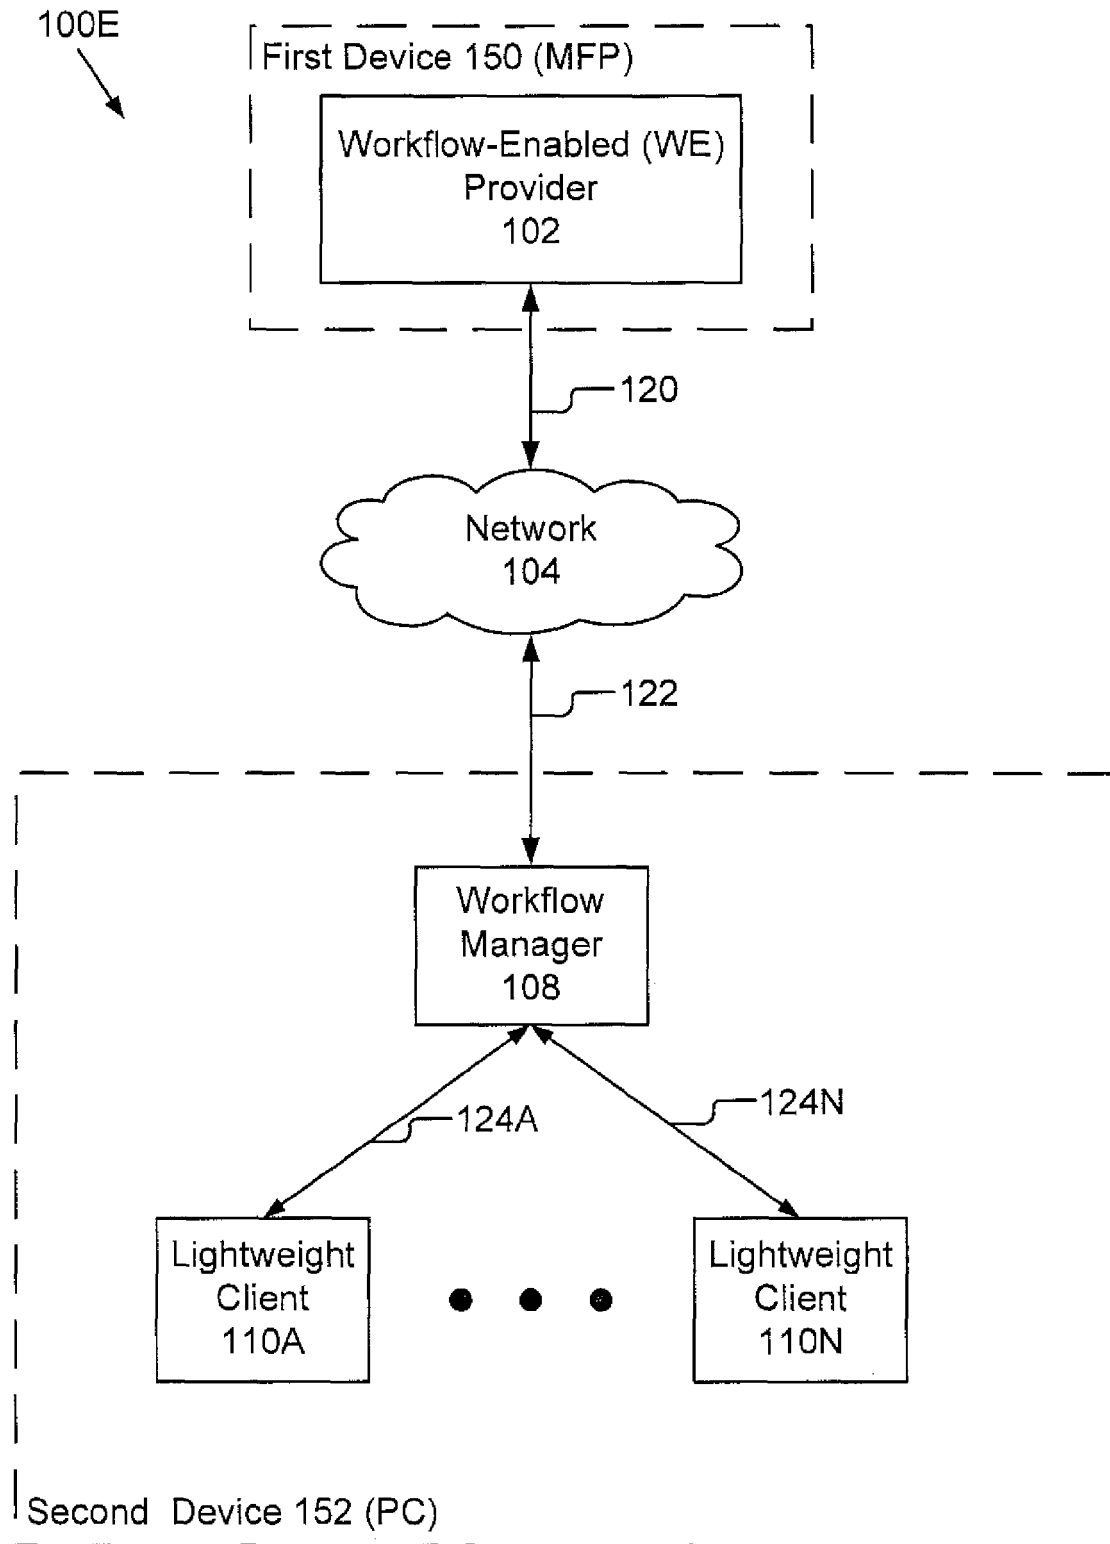 100E
First Device 150 (MFP)
Workflow-Enabled (WE)
Provider
102
120
Network
104
122
Workflow
Manager
108
124A
124N
Lightweight
Client
110A
Lightweight
Client
110N
Second Device 152 (PC)